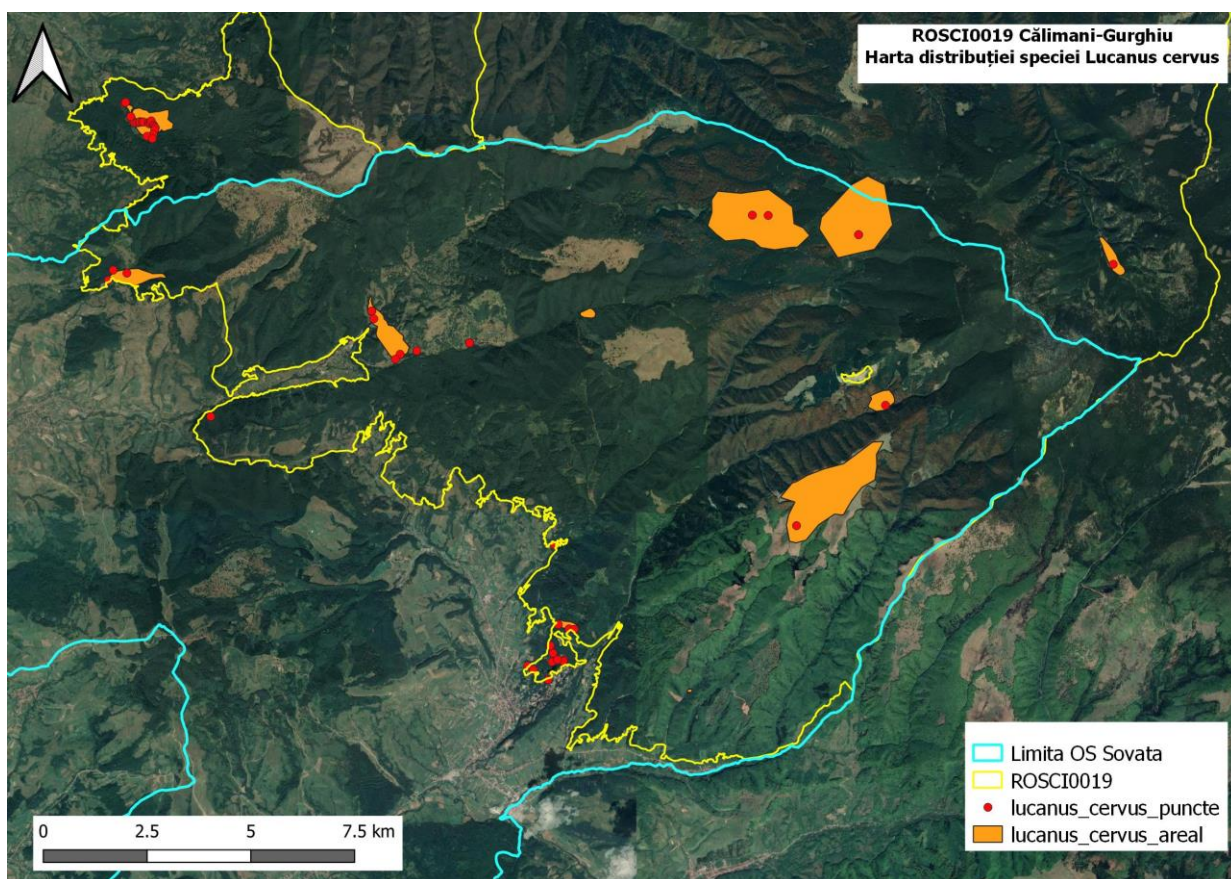 ROSCI0019 Călimani-Gurghiu
Harta distribuției speciei Lucanus cervus
Limita OS Sovata
ROSCI0019
lucanus_cervus_puncte
lucanus_cervus_areal
0 2.5 5 7.5 km